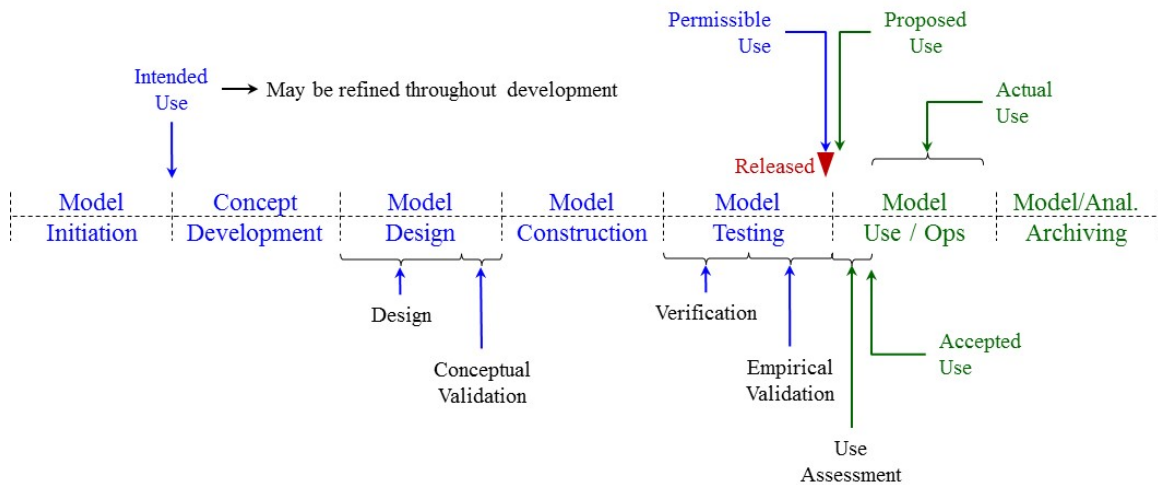 Permissible
Use
Proposed
Use
Intended
Use
May be refined throughout development
Actual
Use
Released
Model
Initiation
Concept
Development
Model
Design
Model
Construction
Model
Testing
Model
Use / Ops
Model/Anal.
Archiving
Design
Conceptual
Validation
Verification
Empirical
Validation
Accepted
Use
Use
Assessment